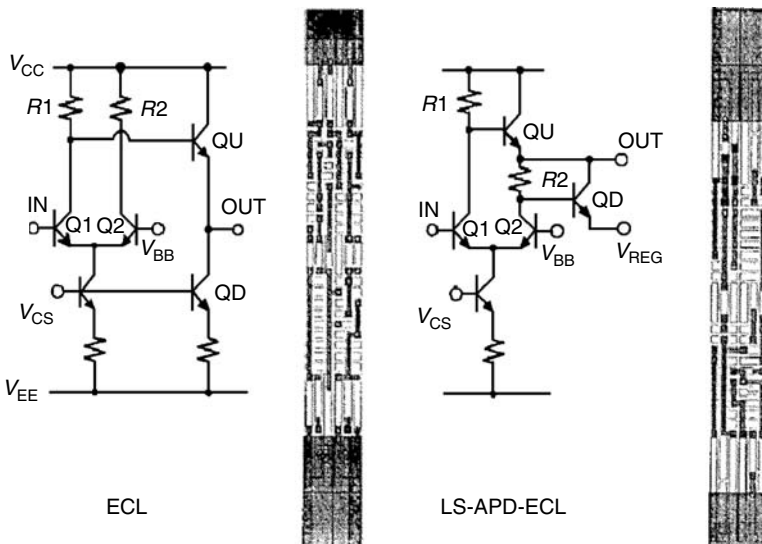 V_CC
R1
R2
QU
IN
Q1
Q2
OUT
V_BB
V_CS
QD
V_EE
ECL
R1
QU
OUT
R2
QD
IN
Q1
Q2
V_BB
V_REG
V_CS
LS-APD-ECL